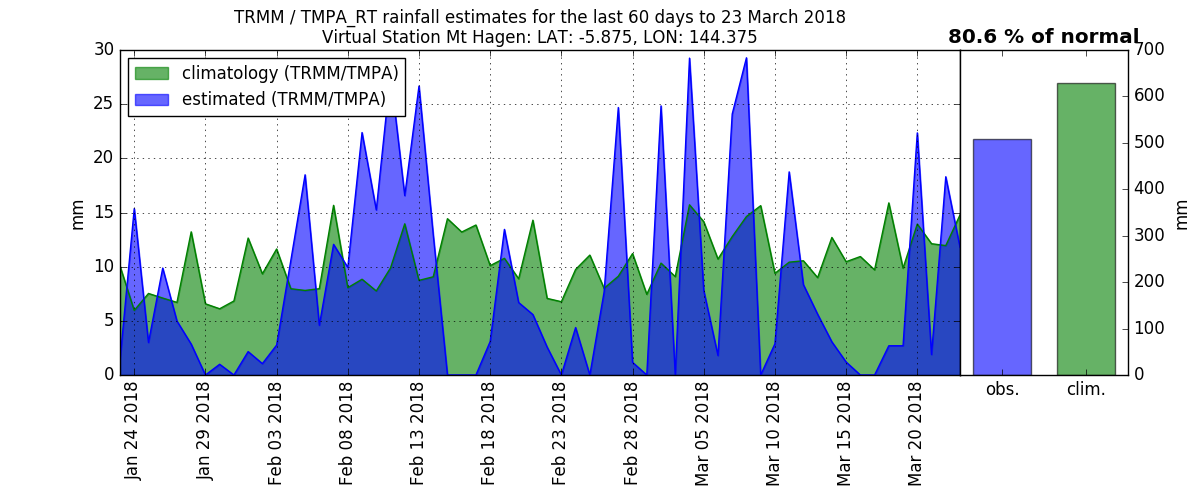 TRMM / TMPA_RT rainfall estimates for the last 60 days to 23 March 2018
Virtual Station Mt Hagen: LAT: -5.875, LON: 144.375
80.6 % of normal
climatology (TRMM/TMPA)
estimated (TRMM/TMPA)
30
25
20
15
10
5
0
mm
700
600
500
400
300
200
100
0
mm
Jan 24 2018
Jan 29 2018
Feb 03 2018
Feb 08 2018
Feb 13 2018
Feb 18 2018
Feb 23 2018
Feb 28 2018
Mar 05 2018
Mar 10 2018
Mar 15 2018
Mar 20 2018
obs.
clim.